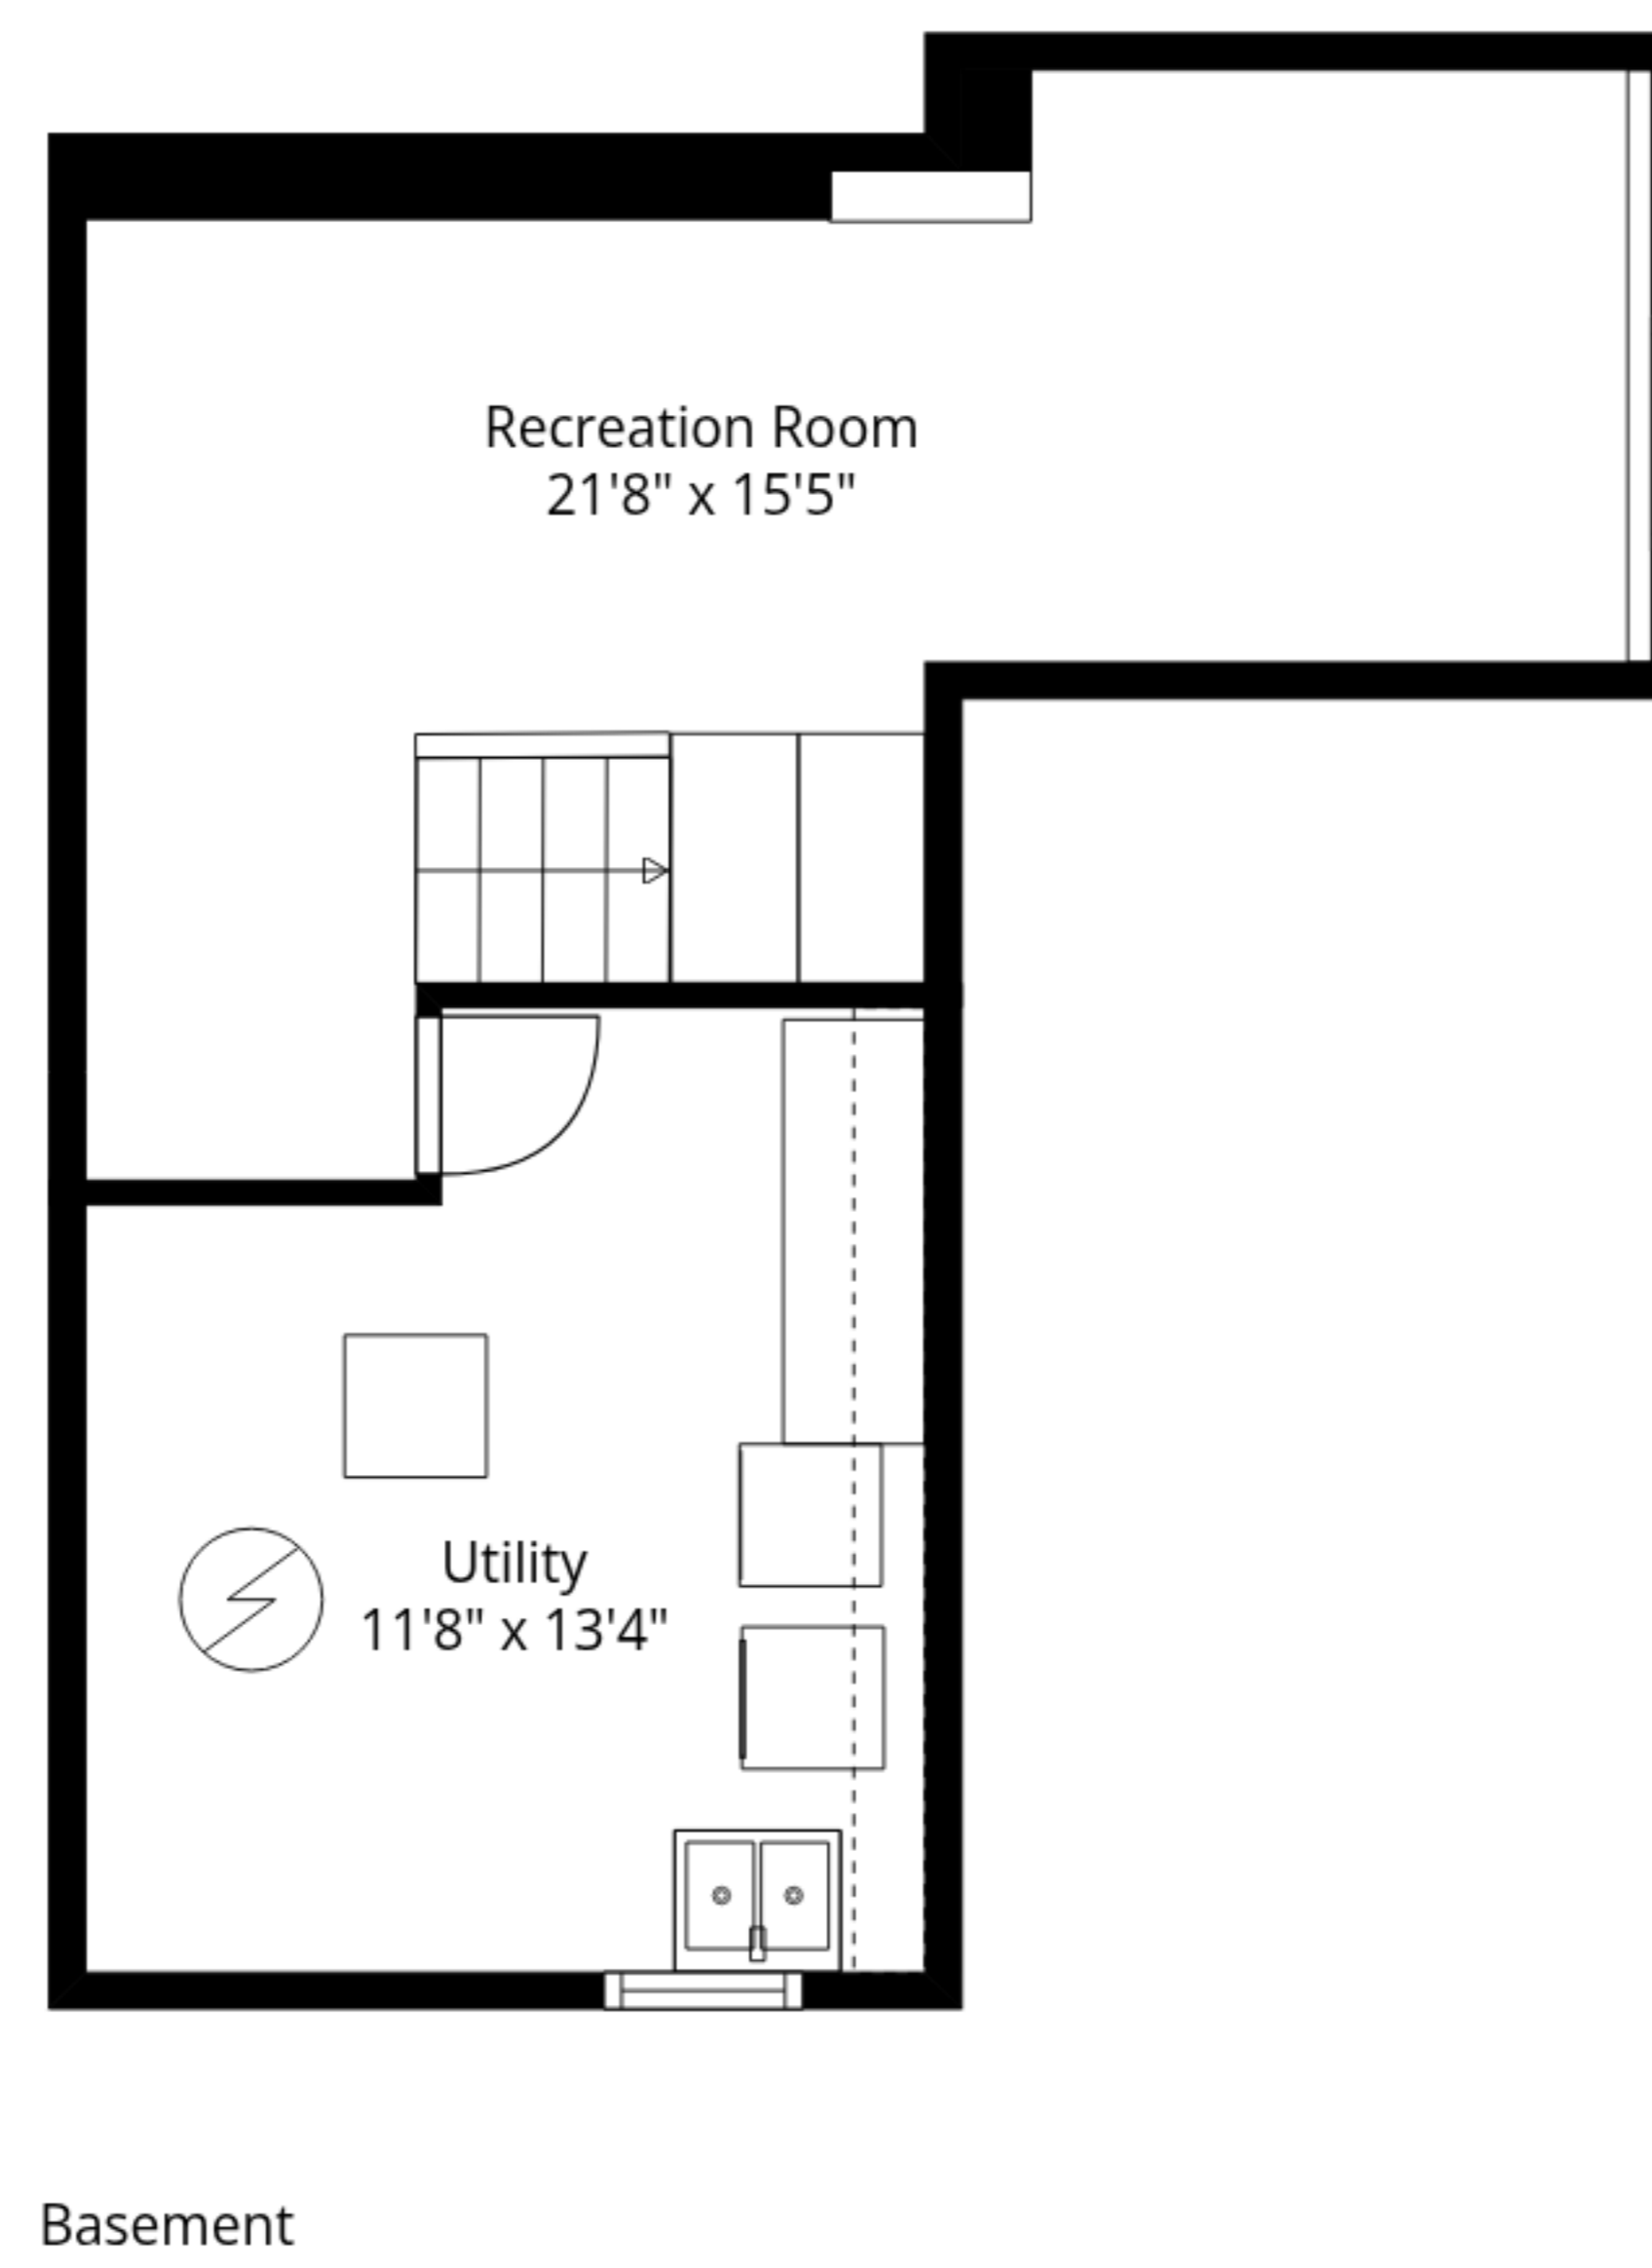 Recreation Room
21'8" x 15'5"
Utility
11'8" x 13'4"
Basement